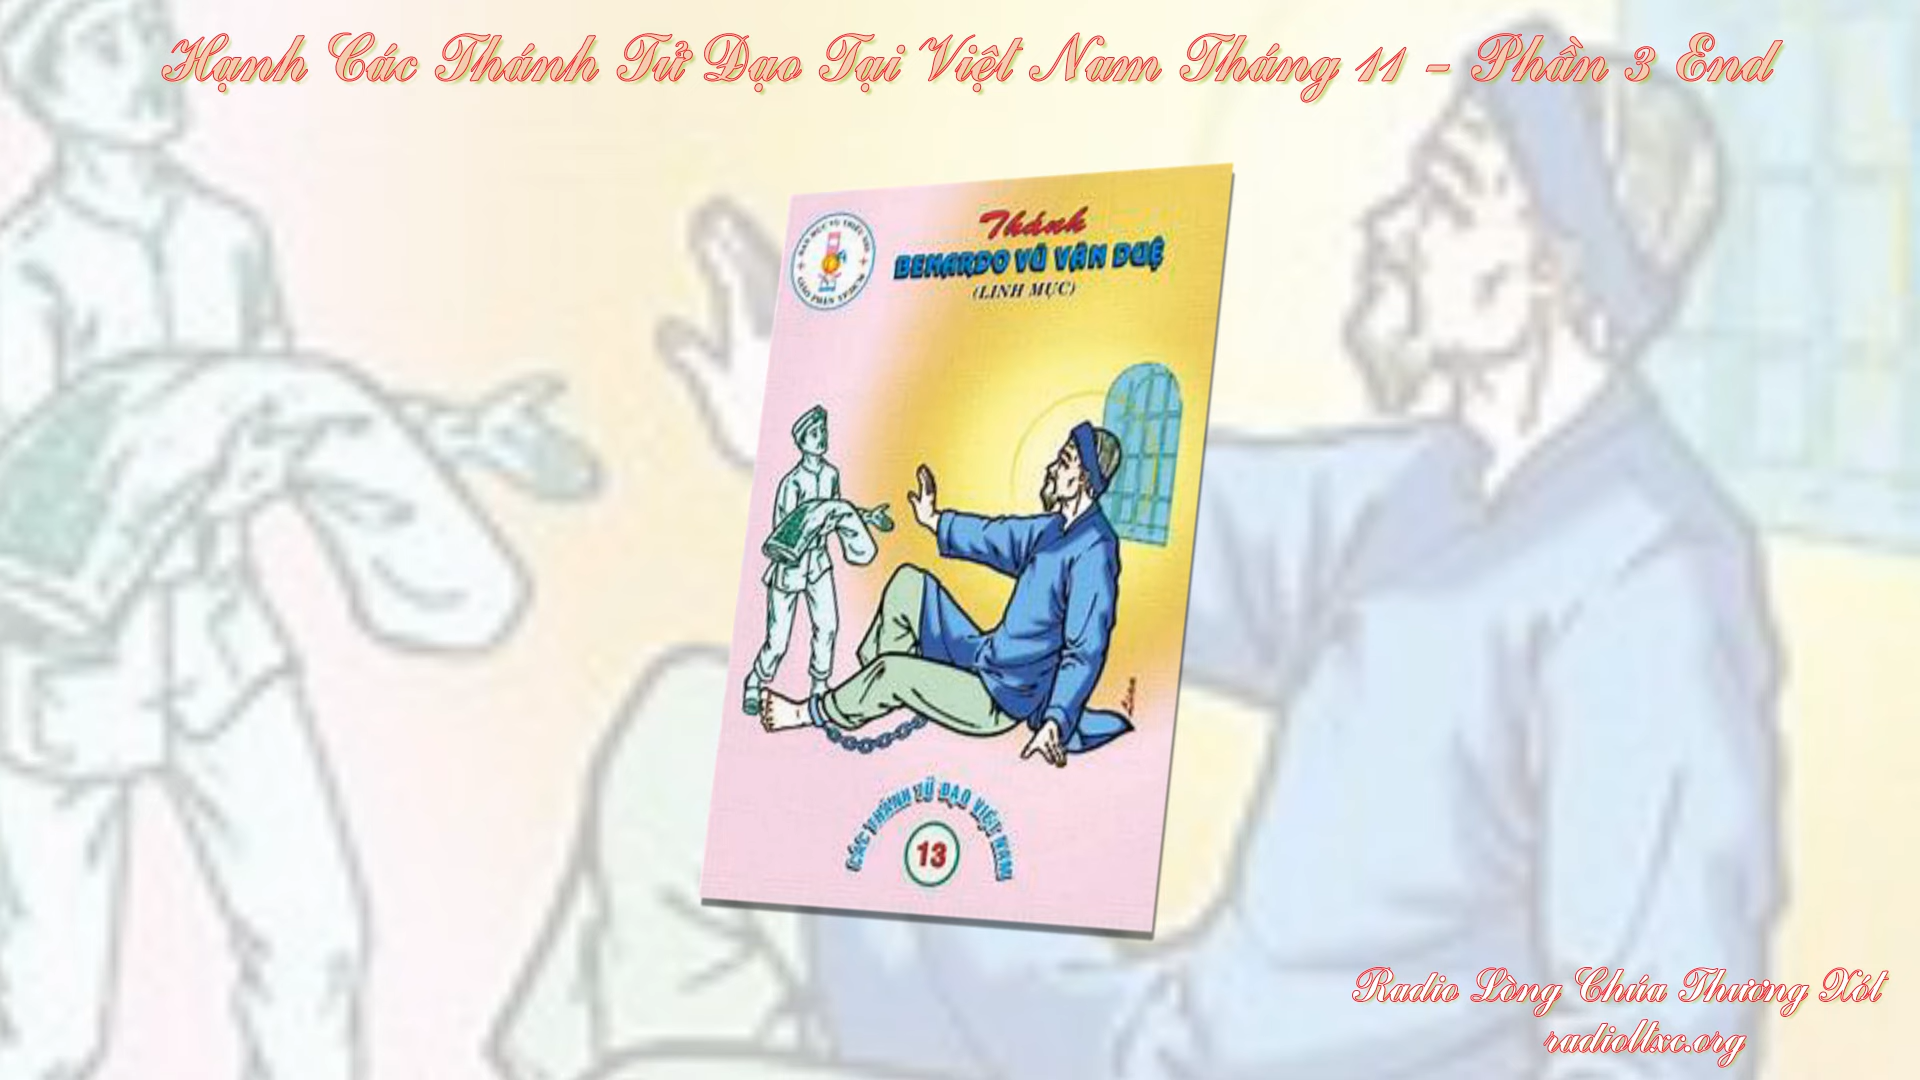 Hạnh Các Thánh Tử Đạo Tại Việt Nam Tháng 11 - Phần 3 End
Thánh
BENARDO VŨ VĂN DUỆ
(LINH MỤC)
CÁC THÁNH TỬ ĐẠO VIỆT NAM
13
Radio Lòng Chúa Thương Xót
radioltxc.org